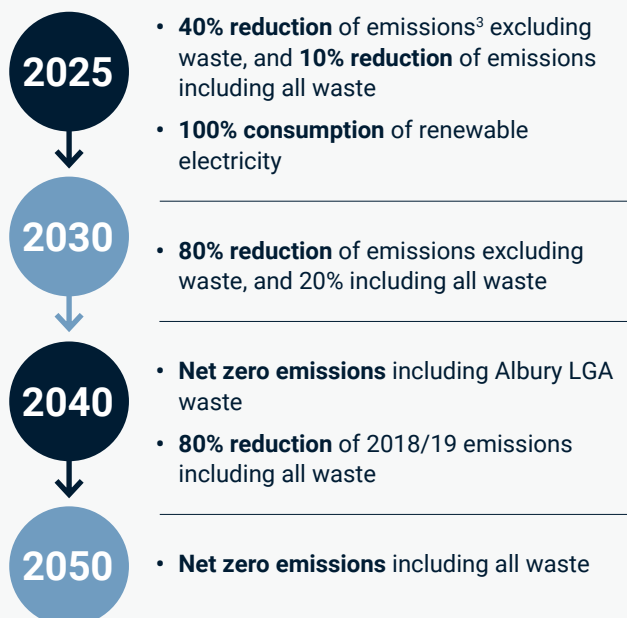 2025
• 40% reduction of emissions³ excluding
waste, and 10% reduction of emissions
including all waste
• 100% consumption of renewable
electricity
2030
• 80% reduction of emissions excluding
waste, and 20% including all waste
2040
• Net zero emissions including Albury LGA
waste
• 80% reduction of 2018/19 emissions
including all waste
2050
• Net zero emissions including all waste